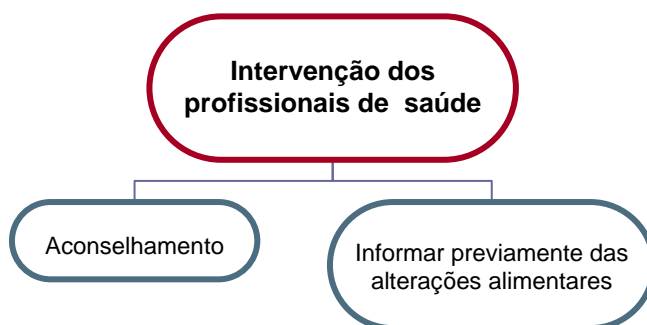 Intervenção dos
profissionais de saúde
Aconselhamento
Informar previamente das
alterações alimentares